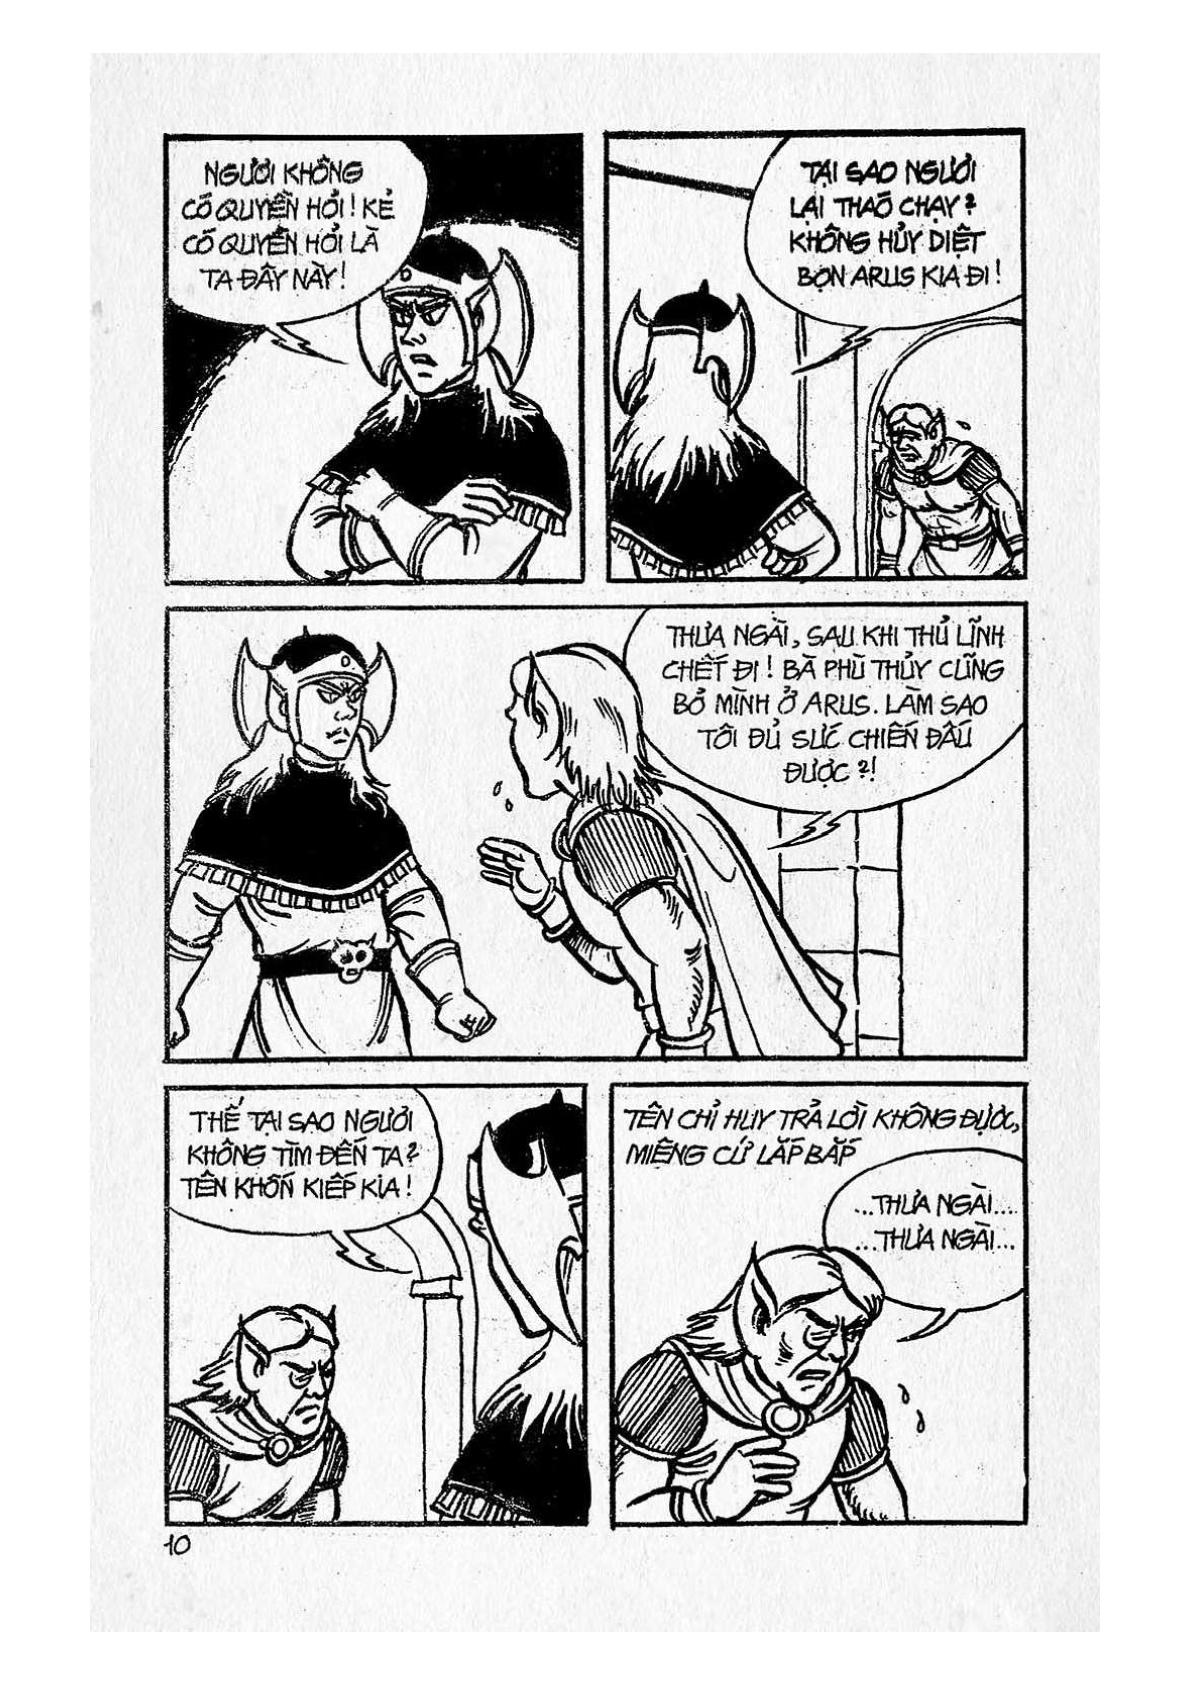 NGƯƠI KHÔNG
CÓ QUYỀN HỎI! KẺ
CÓ QUYỀN HỎI LÀ
TA ĐÂY NÀY!
TẠI SAO NGƯƠI
LẠI THÁO CHẠY?
KHÔNG HỦY DIỆT
BỌN ARUS KIA ĐI!
THƯA NGÀI, SAU KHI THỦ LĨNH
CHẾT ĐI! BÀ PHÙ THỦY CŨNG
BỎ MÌNH Ở ARUS. LÀM SAO
TÔI ĐỦ SỨC CHIẾN ĐẤU
ĐƯỢC?!
THẾ TẠI SAO NGƯƠI
KHÔNG TÌM ĐẾN TA?
TÊN KHỐN KIẾP KIA!
TÊN CHỈ HUY TRẢ LỜI KHÔNG ĐƯỢC,
MIỆNG CỨ LẮP BẮP
...THƯA NGÀI....
...THƯA NGÀI...
10